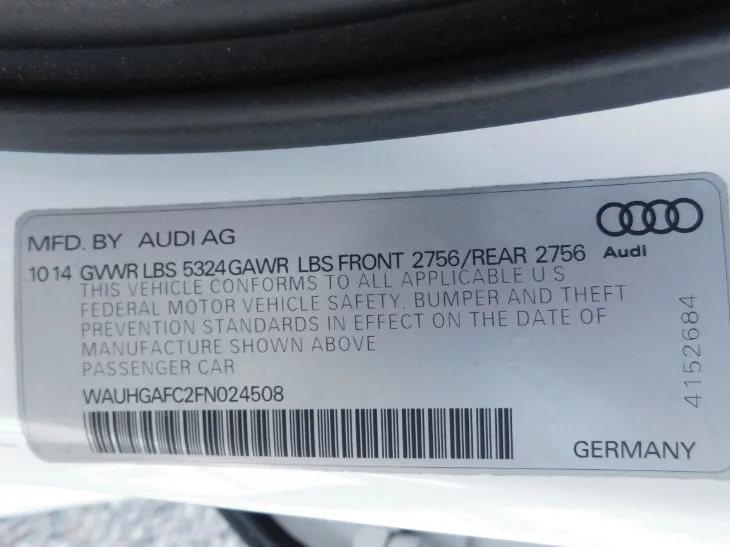 MFD. BY AUDI AG
Audi
10 14 GVWR LBS 5324 GAWR LBS FRONT 2756/REAR 2756
THIS VEHICLE CONFORMS TO ALL APPLICABLE U S
FEDERAL MOTOR VEHICLE SAFETY, BUMPER AND THEFT
PREVENTION STANDARDS IN EFFECT ON THE DATE OF
MANUFACTURE SHOWN ABOVE
PASSENGER CAR
WAUHGAFC2FN024508
GERMANY
4152684